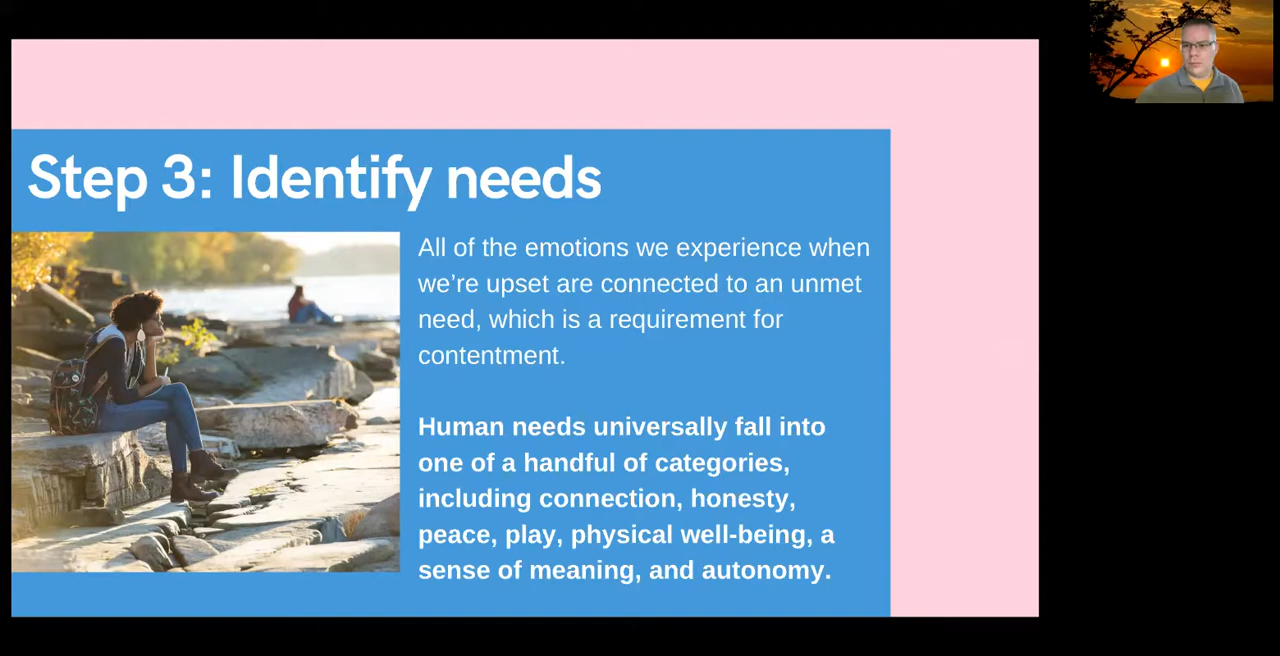 Step 3: Identify needs
All of the emotions we experience when
we’re upset are connected to an unmet
need, which is a requirement for
contentment.
Human needs universally fall into
one of a handful of categories,
including connection, honesty,
peace, play, physical well-being, a
sense of meaning, and autonomy.